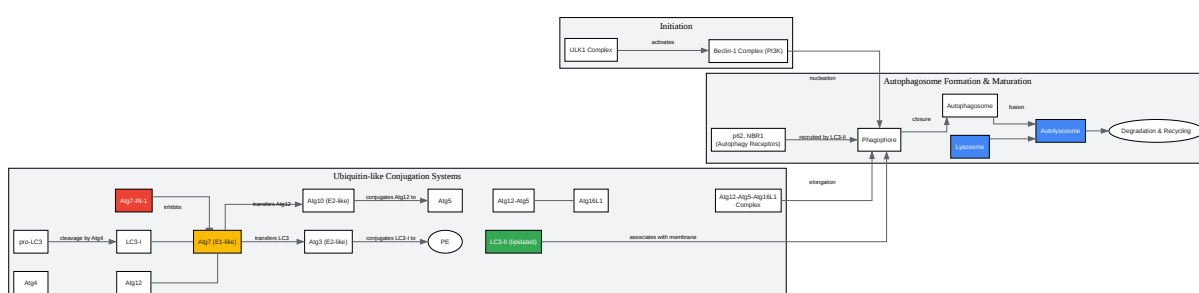 Initiation
ULK1 Complex
activates
Beclin-1 Complex (PI3K)
nucleation
Autophagosome Formation & Maturation
Autophagosome
closure
fusion
p62, NBR1
(Autophagy Receptors)
recruited by LC3-II
Phagophore
Lysosome
Autolysosome
Degradation & Recycling
Ubiquitin-like Conjugation Systems
elongation
Atg7-IN-1
inhibits
transfers Atg12
Atg10 (E2-like)
conjugates Atg12 to
Atg5
Atg12-Atg5
Atg16L1
Atg12-Atg5-Atg16L1
Complex
pro-LC3
cleavage by Atg4
LC3-I
Atg7 (E1-like)
transfers LC3
Atg3 (E2-like)
conjugates LC3-I to
PE
LC3-II (lipidated)
associates with membrane
Atg4
Atg12